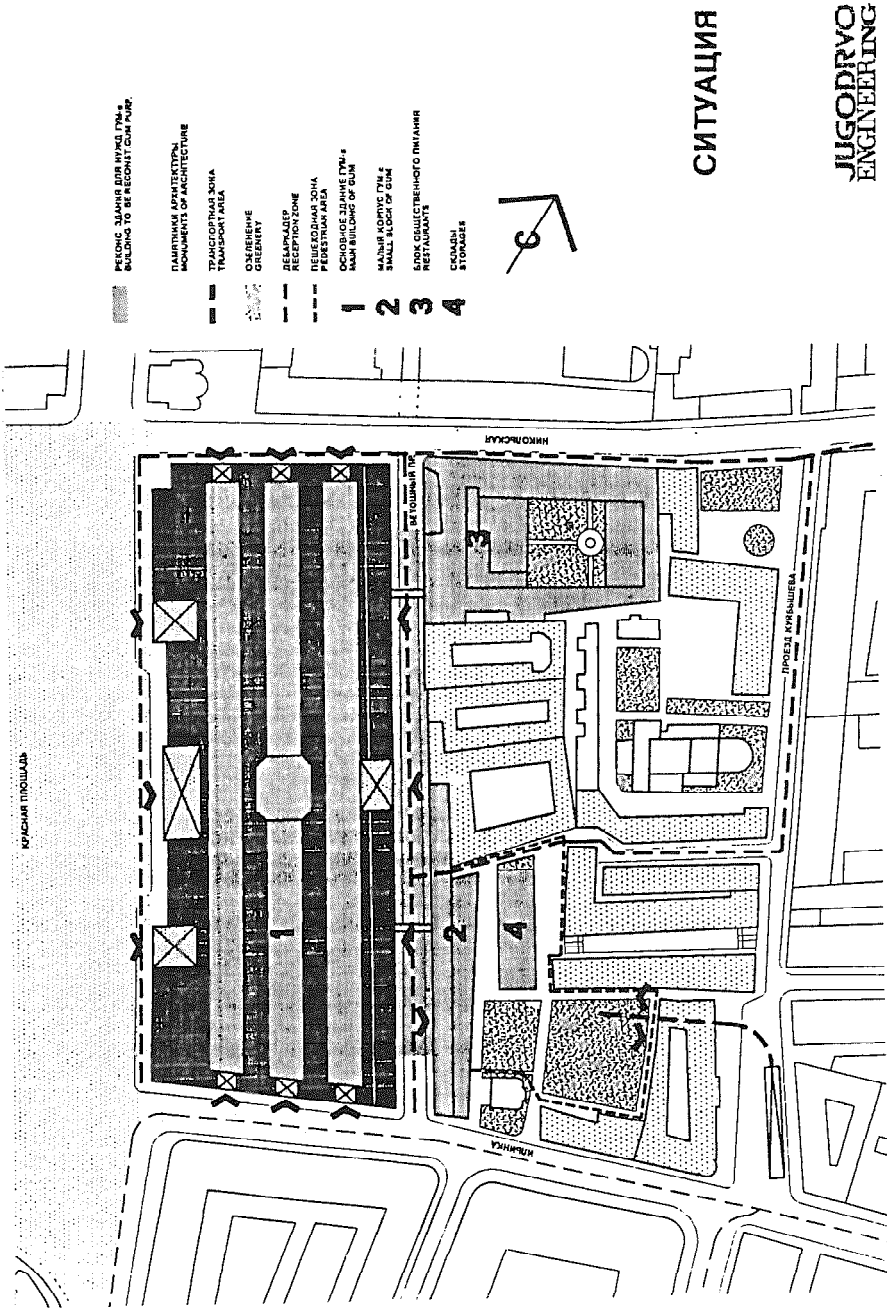 РЕКОНС. ЗДАНИЯ ДЛЯ НУЖД ГУМ-а
BUILDING TO BE RECONST. GUM PURP.
ПАМЯТНИКИ АРХИТЕКТУРЫ
MONUMENTS OF ARCHITECTURE
ТРАНСПОРТНАЯ ЗОНА
TRANSPORT AREA
ОЗЕЛЕНЕНИЕ
GREENERY
ДЕБАРКАДЕР
RECEPTION ZONE
ПЕШЕХОДНАЯ ЗОНА
PEDESTRIAN AREA
1 ОСНОВНОЕ ЗДАНИЕ ГУМ-а
MAIN BUILDING OF GUM
2 МАЛЫЙ КОРПУС ГУМ-а
SMALL BLOCK OF GUM
3 БЛОК ОБЩЕСТВЕННОГО ПИТАНИЯ
RESTAURANTS
4 СКЛАДЫ
STORAGES
С
СИТУАЦИЯ
JUGODRVO
ENGINEERING
КРАСНАЯ ПЛОЩАДЬ
НИКОЛЬСКАЯ
ВЕТОШНЫЙ ПР.
ПРОЕЗД КУЙБЫШЕВА
ИЛЬИНКА
1
2
3
4